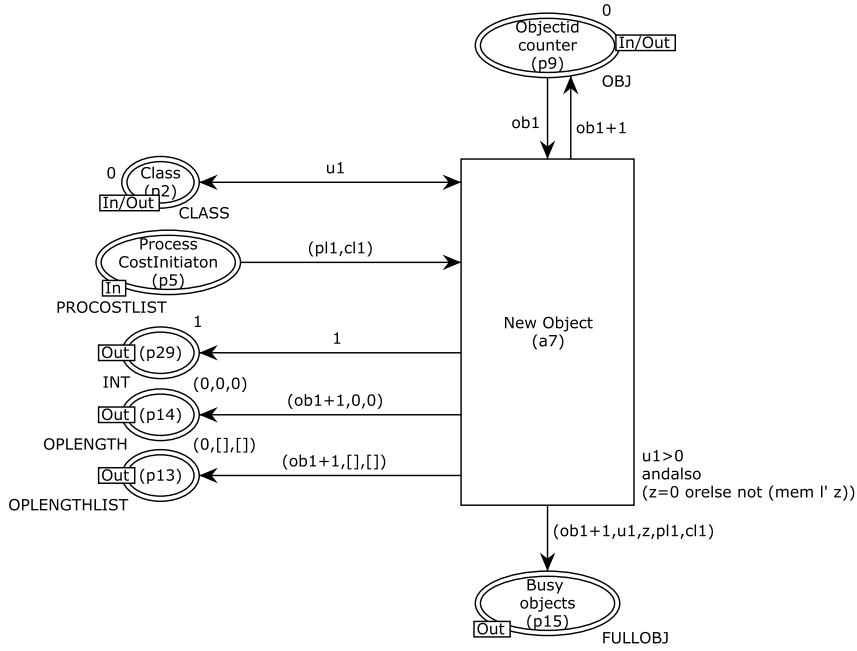 0
Objectid
counter
(p9)
In/Out
OBJ
ob1
ob1+1
0
Class
(p2)
In/Out
CLASS
u1
Process
CostInitiaton
(p5)
In
PROCOSTLIST
(pl1,cl1)
New Object
(a7)
1
Out (p29)
INT
1
(0,0,0)
Out (p14)
OPLENGTH
(ob1+1,0,0)
(0,[],[])
Out (p13)
OPLENGTHLIST
(ob1+1,[],[])
u1>0
andalso
(z=0 orelse not (mem l' z))
(ob1+1,u1,z,pl1,cl1)
Busy
objects
(p15)
Out
FULLOBJ